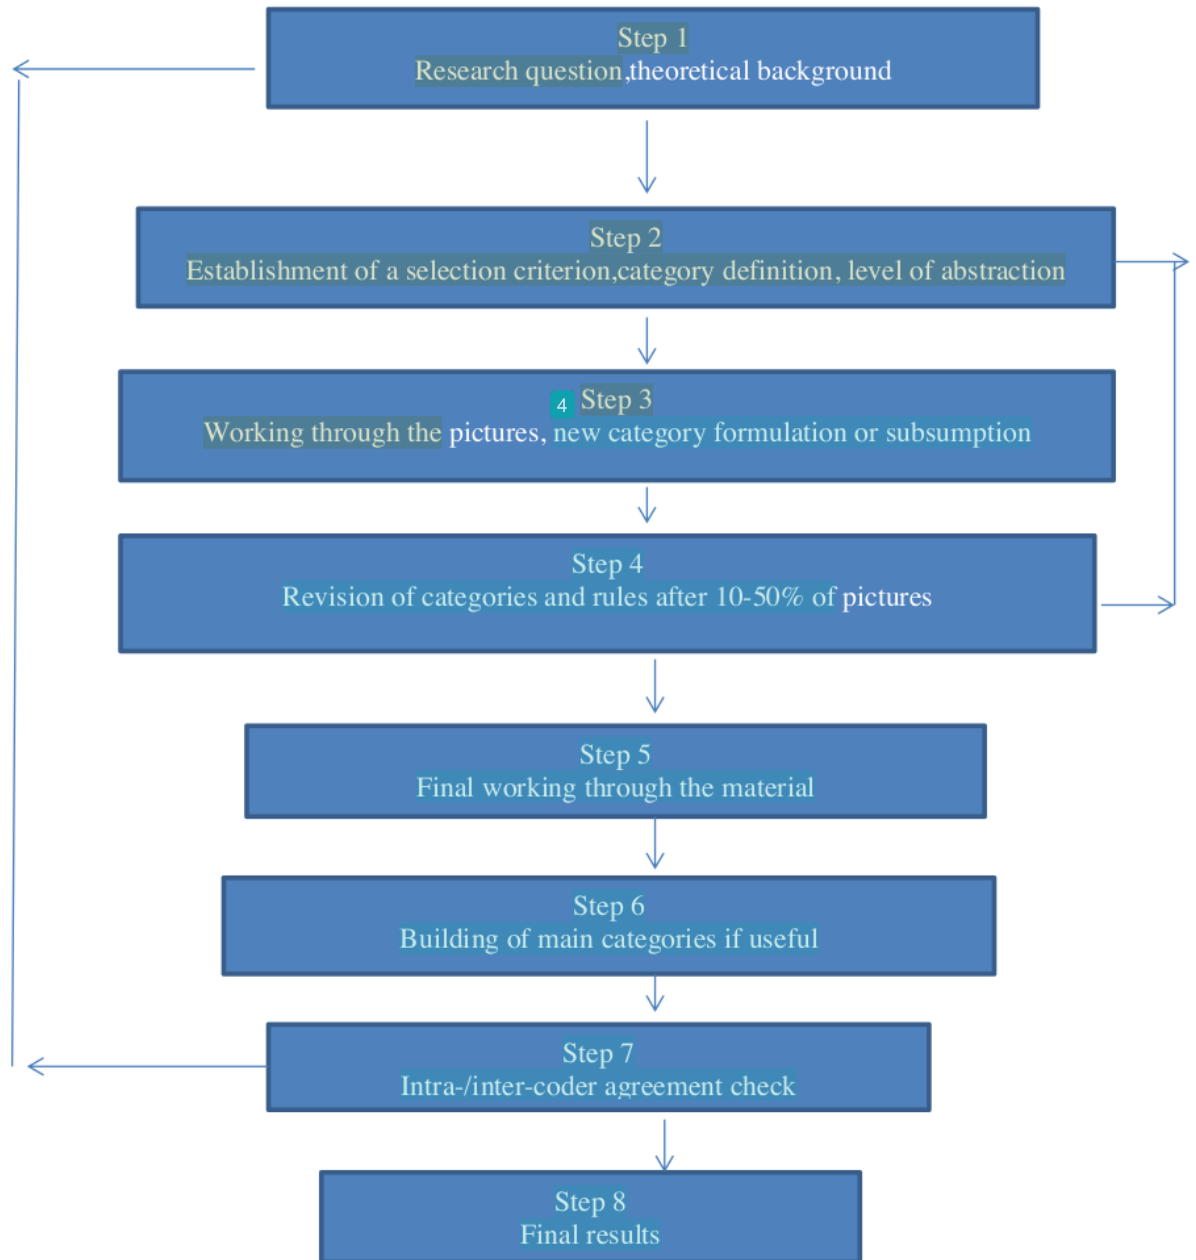 Step 1
Research question,theoretical background
Step 2
Establishment of a selection criterion,category definition, level of abstraction
4 Step 3
Working through the pictures, new category formulation or subsumption
Step 4
Revision of categories and rules after 10-50% of pictures
Step 5
Final working through the material
Step 6
Building of main categories if useful
Step 7
Intra-/inter-coder agreement check
Step 8
Final results